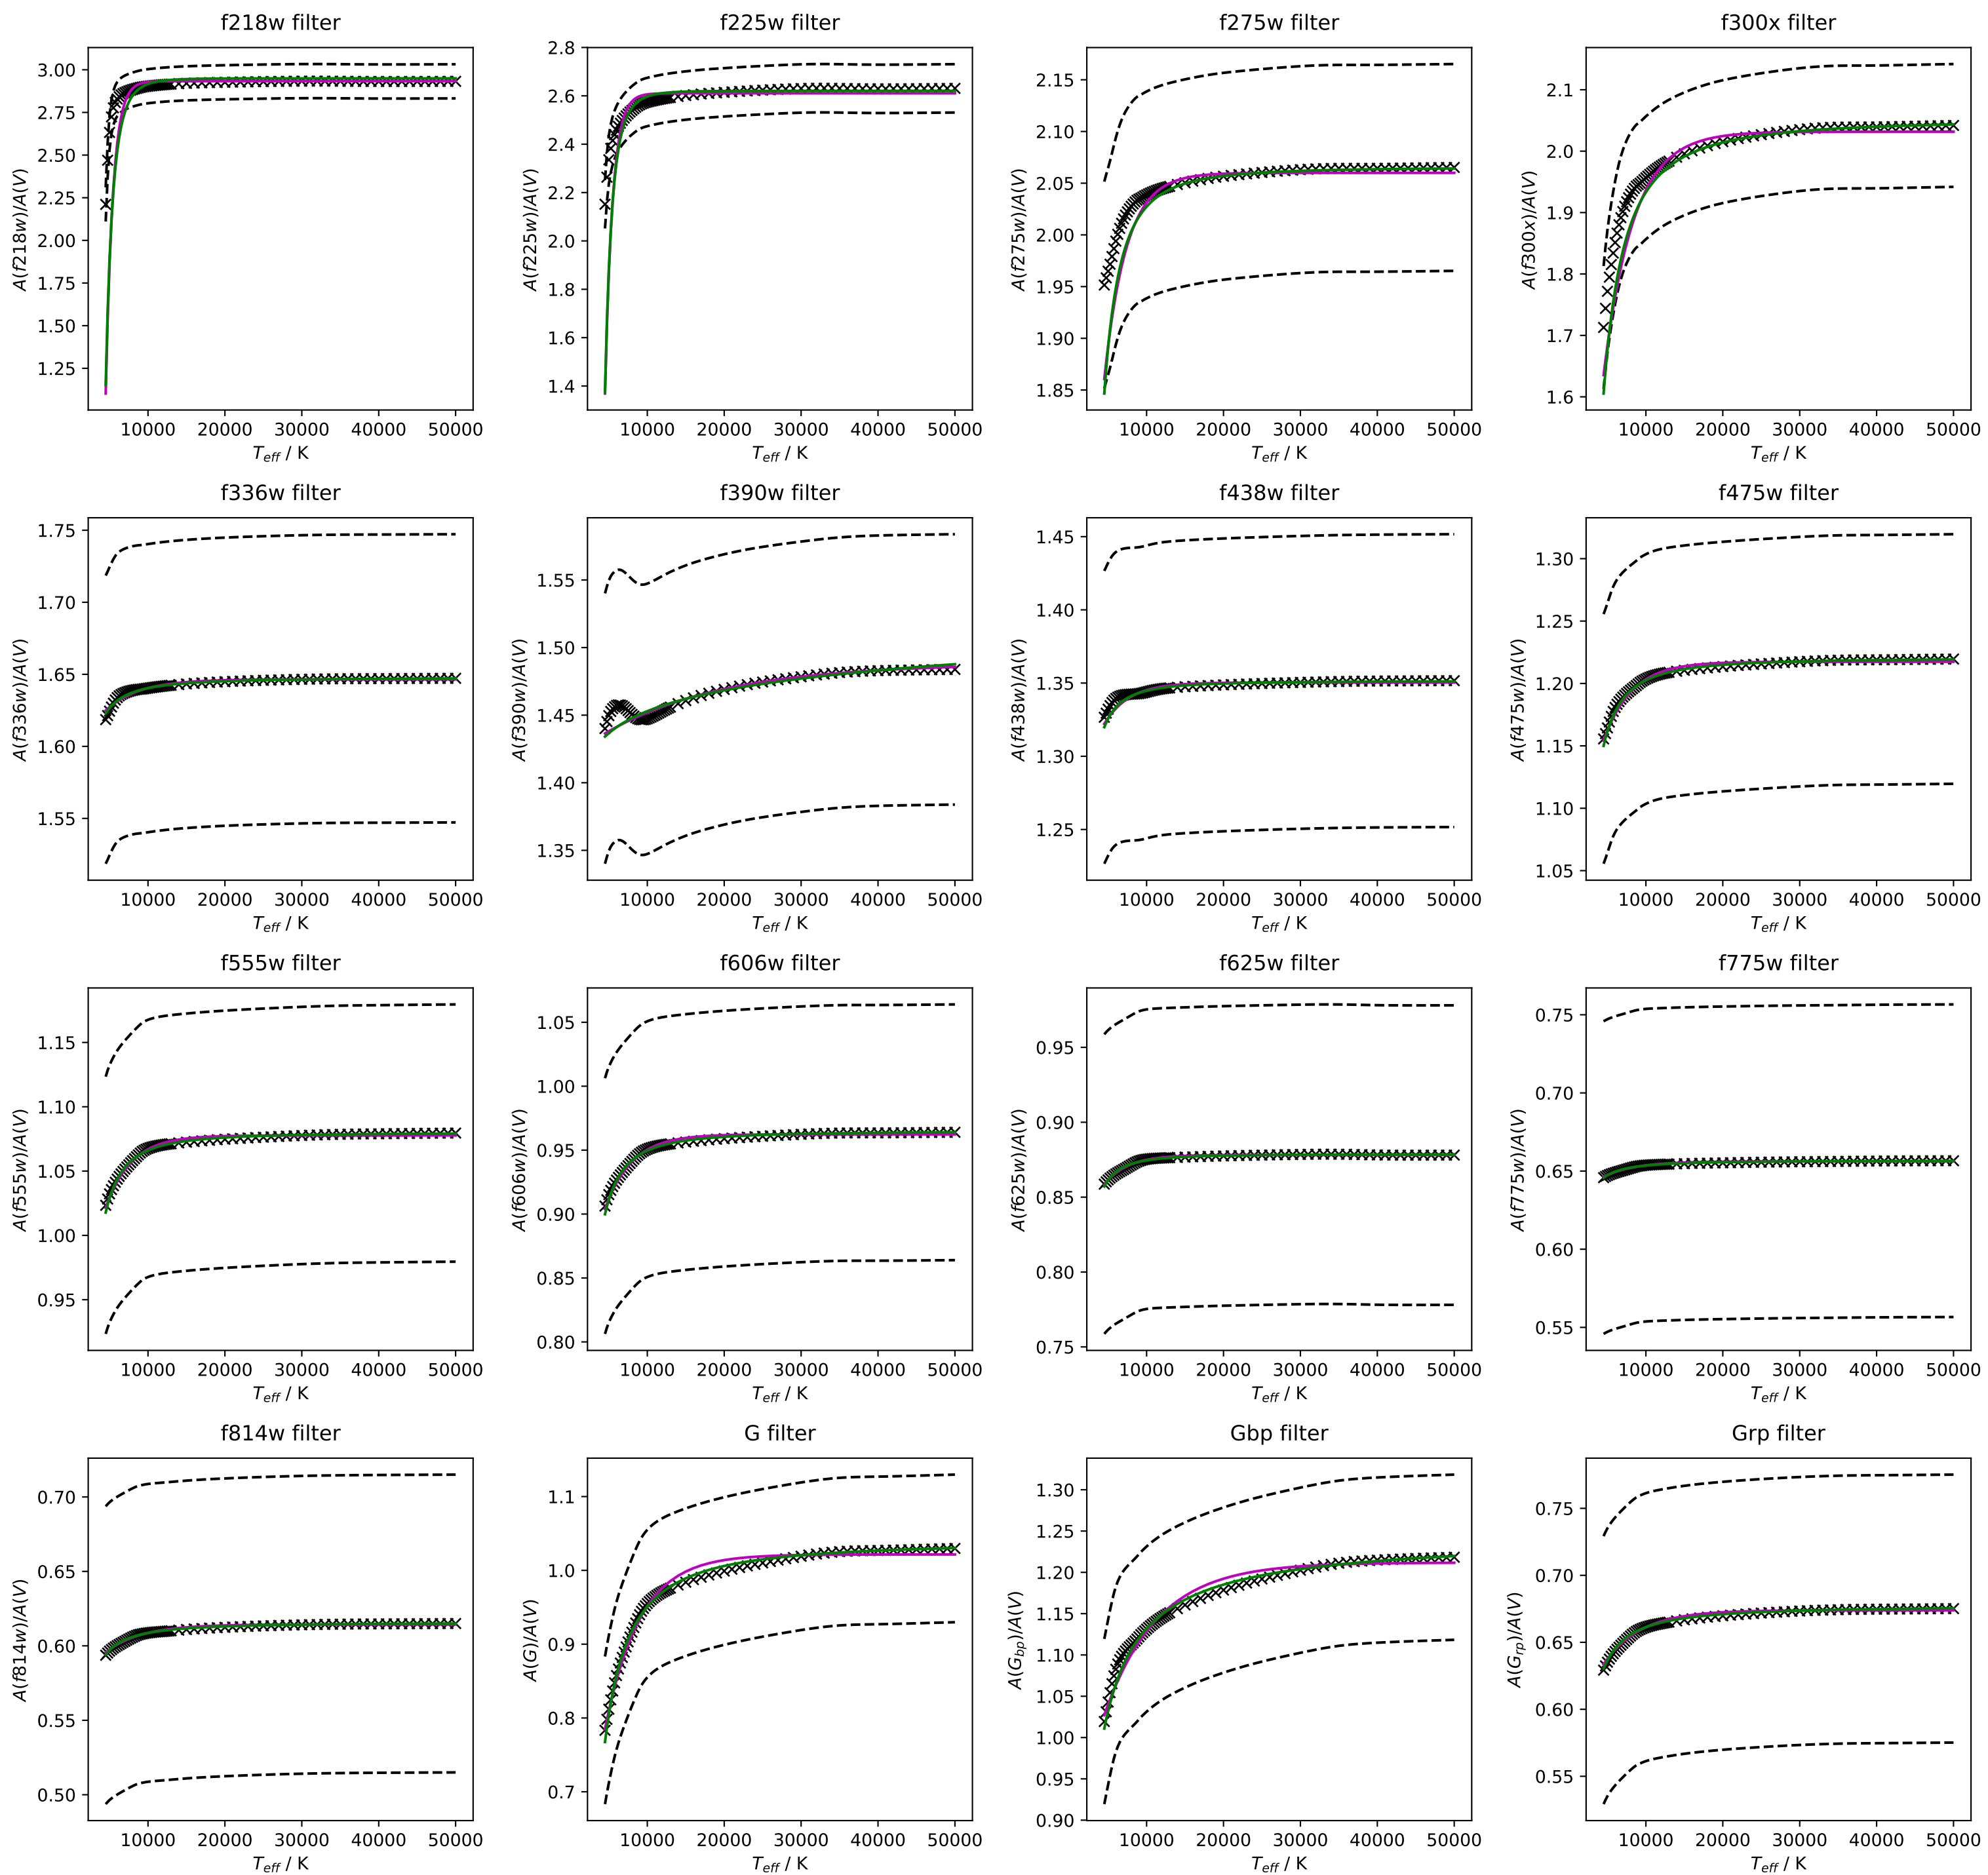 f218w filter
A(f218w)/A(V)
3.00
2.75
2.50
2.25
2.00
1.75
1.50
1.25
10000 20000 30000 40000 50000
T_eff / K
f225w filter
A(f225w)/A(V)
2.8
2.6
2.4
2.2
2.0
1.8
1.6
1.4
10000 20000 30000 40000 50000
T_eff / K
f275w filter
A(f275w)/A(V)
2.15
2.10
2.05
2.00
1.95
1.90
1.85
10000 20000 30000 40000 50000
T_eff / K
f300x filter
A(f300x)/A(V)
2.1
2.0
1.9
1.8
1.7
1.6
10000 20000 30000 40000 50000
T_eff / K
f336w filter
A(f336w)/A(V)
1.75
1.70
1.65
1.60
1.55
10000 20000 30000 40000 50000
T_eff / K
f390w filter
A(f390w)/A(V)
1.55
1.50
1.45
1.40
1.35
10000 20000 30000 40000 50000
T_eff / K
f438w filter
A(f438w)/A(V)
1.45
1.40
1.35
1.30
1.25
10000 20000 30000 40000 50000
T_eff / K
f475w filter
A(f475w)/A(V)
1.30
1.25
1.20
1.15
1.10
1.05
10000 20000 30000 40000 50000
T_eff / K
f555w filter
A(f555w)/A(V)
1.15
1.10
1.05
1.00
0.95
10000 20000 30000 40000 50000
T_eff / K
f606w filter
A(f606w)/A(V)
1.05
1.00
0.95
0.90
0.85
0.80
10000 20000 30000 40000 50000
T_eff / K
f625w filter
A(f625w)/A(V)
0.95
0.90
0.85
0.80
0.75
10000 20000 30000 40000 50000
T_eff / K
f775w filter
A(f775w)/A(V)
0.75
0.70
0.65
0.60
0.55
10000 20000 30000 40000 50000
T_eff / K
f814w filter
A(f814w)/A(V)
0.70
0.65
0.60
0.55
0.50
10000 20000 30000 40000 50000
T_eff / K
G filter
A(G)/A(V)
1.1
1.0
0.9
0.8
0.7
10000 20000 30000 40000 50000
T_eff / K
Gbp filter
A(G_bp)/A(V)
1.30
1.25
1.20
1.15
1.10
1.05
1.00
0.95
0.90
10000 20000 30000 40000 50000
T_eff / K
Grp filter
A(G_rp)/A(V)
0.75
0.70
0.65
0.60
0.55
10000 20000 30000 40000 50000
T_eff / K